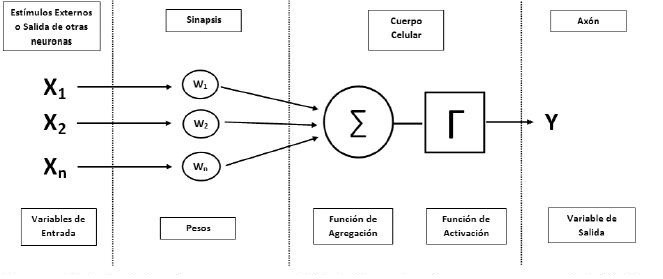 Estímulos Externos
o Salida de otras
neuronas
Sinapsis
Cuerpo
Celular
Axón
X1
W1
X2
W2
Σ
Γ
Y
Xn
Wn
Variables de
Entrada
Pesos
Función de
Agregación
Función de
Activación
Variable de
Salida